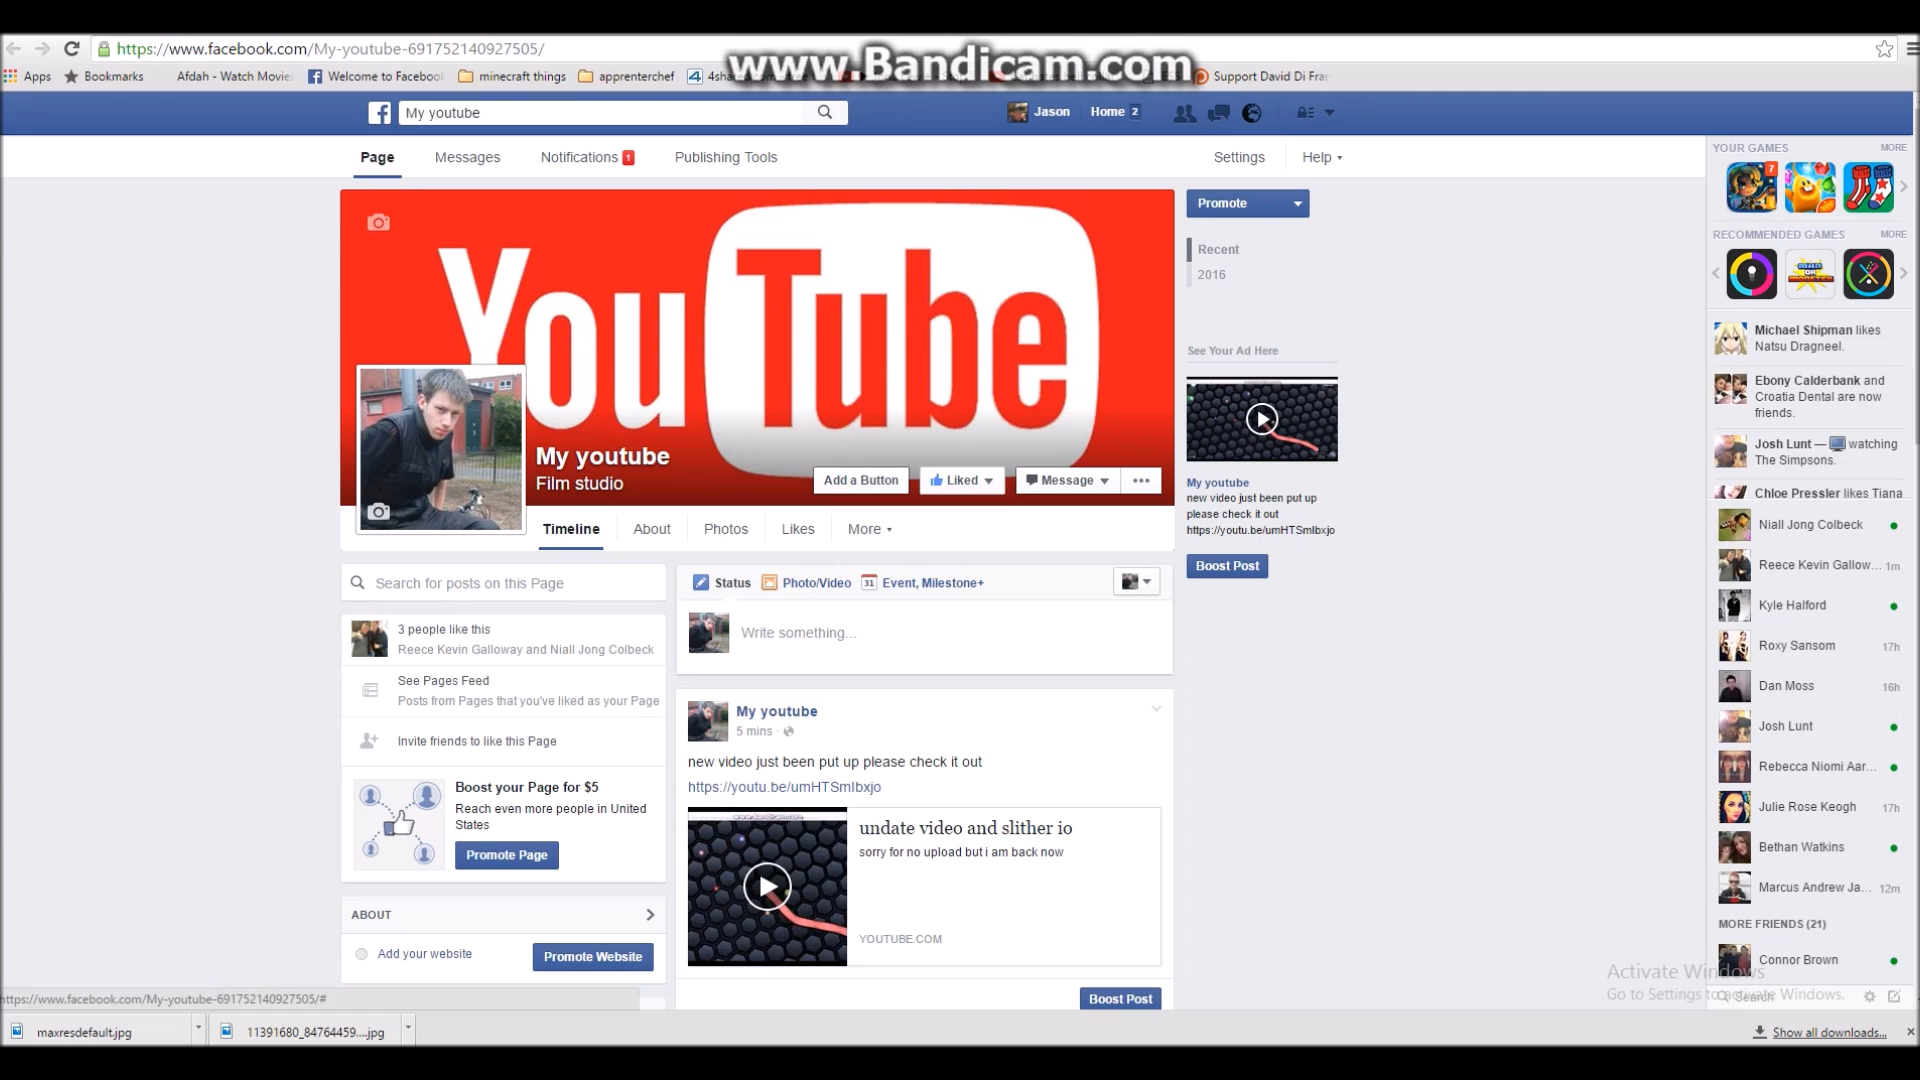 https://www.facebook.com/My-youtube-691752140927505/
www.Bandicam.com
Apps
Bookmarks
Afdah - Watch Movies
Welcome to Facebook
minecraft things
apprenterchef
Support David Di Fran
My youtube
Jason
Home 2
Page
Messages
Notifications 1
Publishing Tools
Settings
Help
YouTube
My youtube
Film studio
Add a Button
Liked
Message
Timeline
About
Photos
Likes
More
Promote
Recent
2016
See Your Ad Here
My youtube
new video just been put up
please check it out
https://youtu.be/umHTSmIbxjo
Boost Post
Search for posts on this Page
3 people like this
Reece Kevin Galloway and Niall Jong Colbeck
See Pages Feed
Posts from Pages that you've liked as your Page
Invite friends to like this Page
Boost your Page for $5
Reach even more people in United
States
Promote Page
ABOUT
Add your website
Promote Website
Status
Photo/Video
31
Event, Milestone+
Write something...
My youtube
5 mins
new video just been put up please check it out
https://youtu.be/umHTSmIbxjo
www.Bandicam.com
undate video and slither io
sorry for no upload but i am back now
YOUTUBE.COM
Boost Post
YOUR GAMES
MORE
7
RECOMMENDED GAMES
MORE
Michael Shipman likes
Natsu Dragneel.
Ebony Calderbank and
Croatia Dental are now
friends.
Josh Lunt — watching
The Simpsons.
Chloe Pressler likes Tiana
Niall Jong Colbeck
Reece Kevin Gallow... 1m
Kyle Halford
Roxy Sansom 17h
Dan Moss 16h
Josh Lunt
Rebecca Niomi Aar...
Julie Rose Keogh 17h
Bethan Watkins
Marcus Andrew Ja... 12m
MORE FRIENDS (21)
Connor Brown
Activate Windows
Go to Settings to activate Windows.
Search
https://www.facebook.com/My-youtube-691752140927505/#
maxresdefault.jpg
11391680_84764459....jpg
Show all downloads...